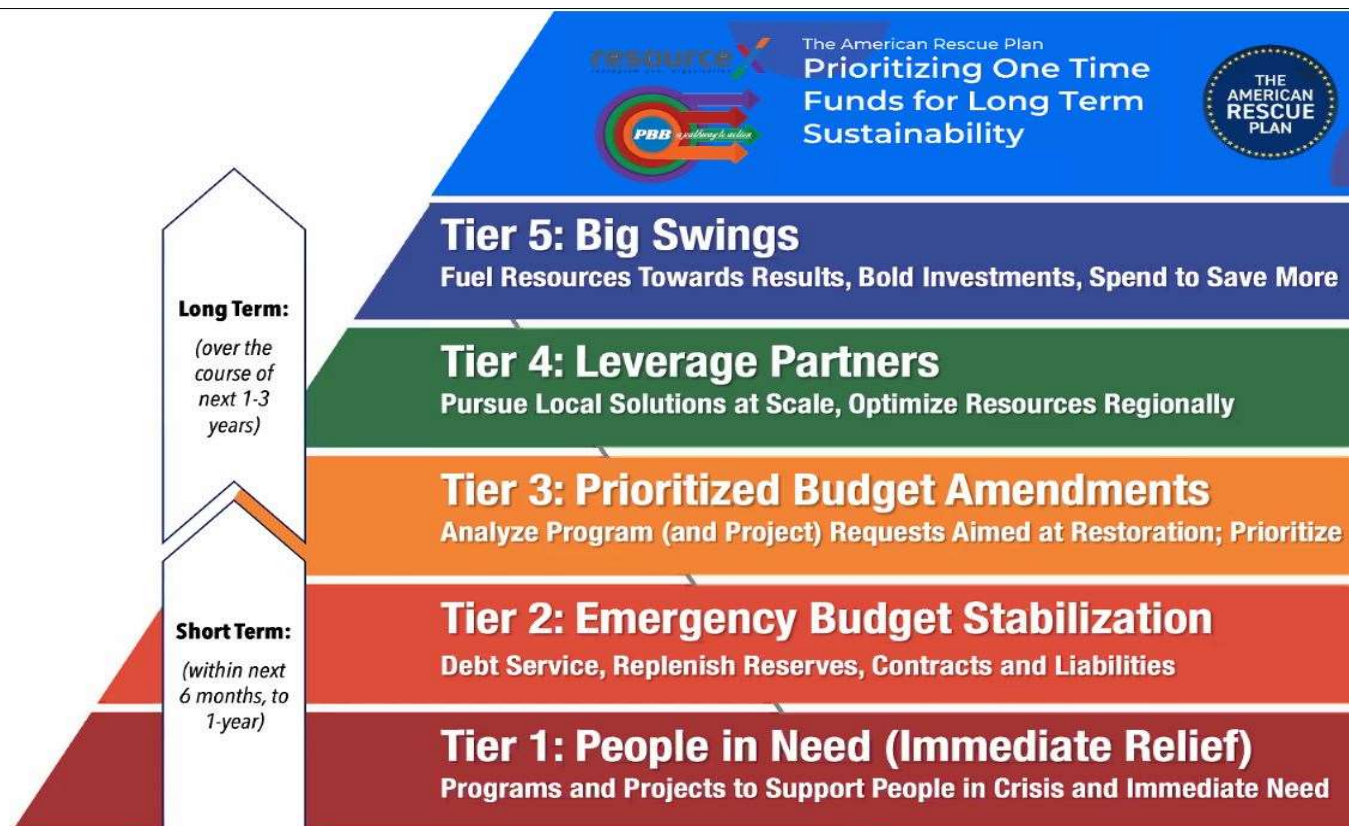 resourceX
The American Rescue Plan
Prioritizing One Time
Funds for Long Term
Sustainability
PBB a pathway to action
THE
AMERICAN
RESCUE
PLAN
Tier 5: Big Swings
Fuel Resources Towards Results, Bold Investments, Spend to Save More
Long Term:
(over the
course of
next 1-3
years)
Tier 4: Leverage Partners
Pursue Local Solutions at Scale, Optimize Resources Regionally
Tier 3: Prioritized Budget Amendments
Analyze Program (and Project) Requests Aimed at Restoration; Prioritize
Short Term:
(within next
6 months, to
1-year)
Tier 2: Emergency Budget Stabilization
Debt Service, Replenish Reserves, Contracts and Liabilities
Tier 1: People in Need (Immediate Relief)
Programs and Projects to Support People in Crisis and Immediate Need